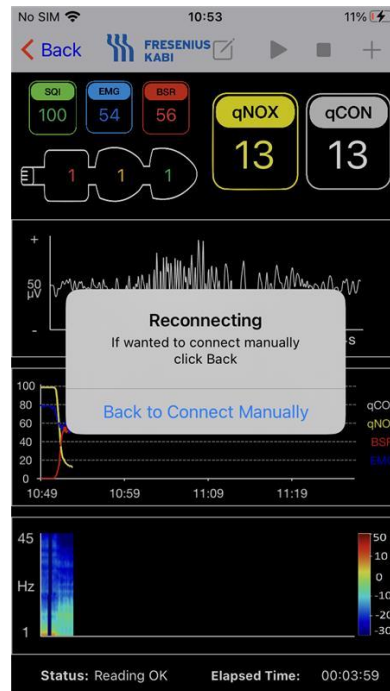 No SIM 10:53 11%
Back FRESENIUS KABI
SQI EMG BSR
100 54 56
qNOX qCON
13 13
1 1 1
+
50
µV
-
Reconnecting
If wanted to connect manually
click Back
Back to Connect Manually
100
80
60
40
20
0
qCO
qNO
BSR
EMG
10:49 10:59 11:09 11:19
45
Hz
1
50
10
0
-10
-20
-30
Status: Reading OK Elapsed Time: 00:03:59